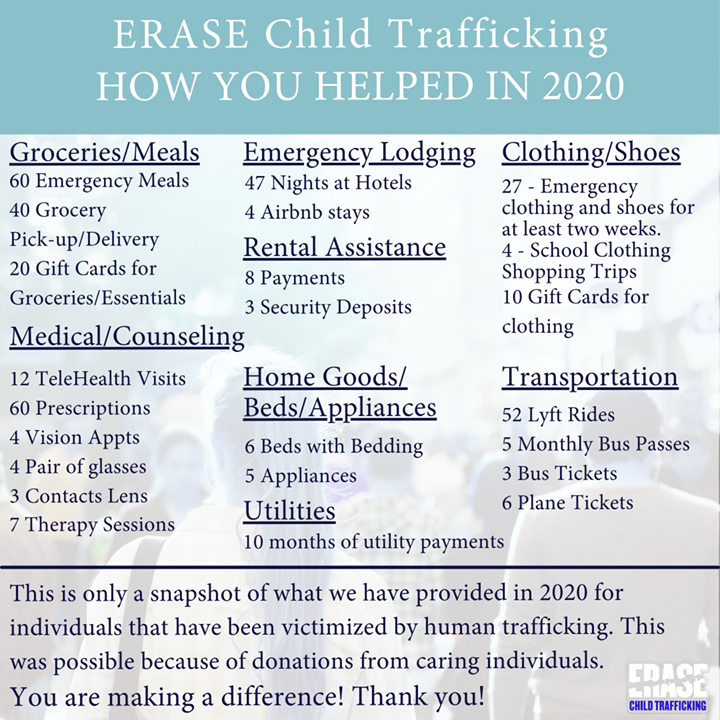 ERASE Child Trafficking
HOW YOU HELPED IN 2020
Groceries/Meals
60 Emergency Meals
40 Grocery
Pick-up/Delivery
20 Gift Cards for
Groceries/Essentials
Medical/Counseling
12 TeleHealth Visits
60 Prescriptions
4 Vision Appts
4 Pair of glasses
3 Contacts Lens
7 Therapy Sessions
Emergency Lodging
47 Nights at Hotels
4 Airbnb stays
Rental Assistance
8 Payments
3 Security Deposits
Home Goods/
Beds/Appliances
6 Beds with Bedding
5 Appliances
Utilities
10 months of utility payments
Clothing/Shoes
27 - Emergency
clothing and shoes for
at least two weeks.
4 - School Clothing
Shopping Trips
10 Gift Cards for
clothing
Transportation
52 Lyft Rides
5 Monthly Bus Passes
3 Bus Tickets
6 Plane Tickets
This is only a snapshot of what we have provided in 2020 for
individuals that have been victimized by human trafficking. This
was possible because of donations from caring individuals.
You are making a difference! Thank you!
ERASE
CHILD TRAFFICKING